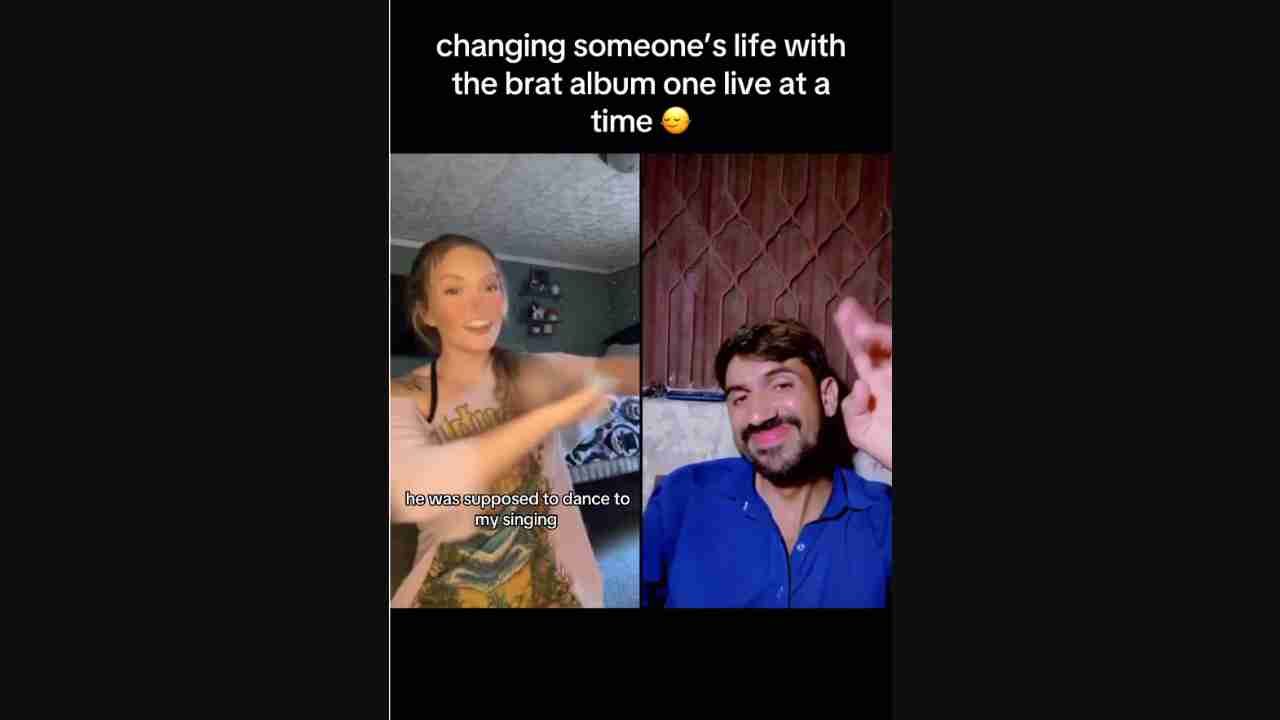 changing someone’s life with
the brat album one live at a
time 😌
he was supposed to dance to
my singing